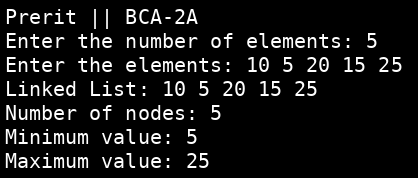 Prerit || BCA-2A
Enter the number of elements: 5
Enter the elements: 10 5 20 15 25
Linked List: 10 5 20 15 25
Number of nodes: 5
Minimum value: 5
Maximum value: 25